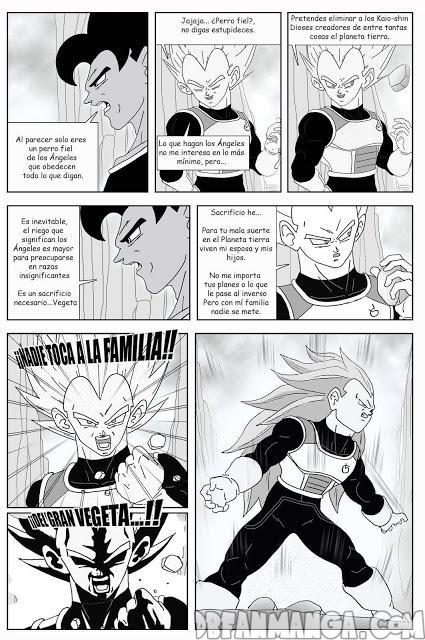 Al parecer solo eres
un perro fiel
de los Ángeles
que obedecen
todo lo que digan.
Jajaja... ¿Perro fiel?,
no digas estupideces.
Lo que hagan los Ángeles
no me interesa en lo más
mínimo, pero...
Pretendes eliminar a los Kaio-shin
Dioses creadores de entre tantas
cosas el planeta tierra.
Es inevitable,
el riego que
significan los
Ángeles es mayor
para preocuparse
en razas
insignificantes
Es un sacrificio
necesario...Vegeta
Sacrificio he...
Para tu mala suerte
en el Planeta tierra
viven mi esposa y mis
hijos.
No me importa
tus planes o lo que
le pase al inverso
Pero con mi familia
nadie se mete.
¡¡NADIE TOCA A LA FAMILIA!!
¡¡DEL GRAN VEGETA...!!
DBFANMANGA.COM